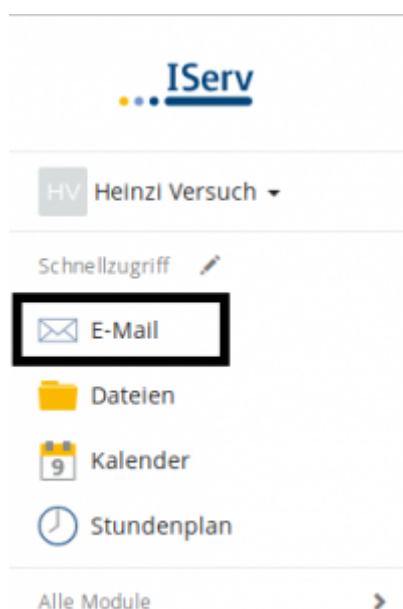 IServ
HV Heinzi Versuch
Schnellzugriff
E-Mail
Dateien
9 Kalender
Stundenplan
Alle Module